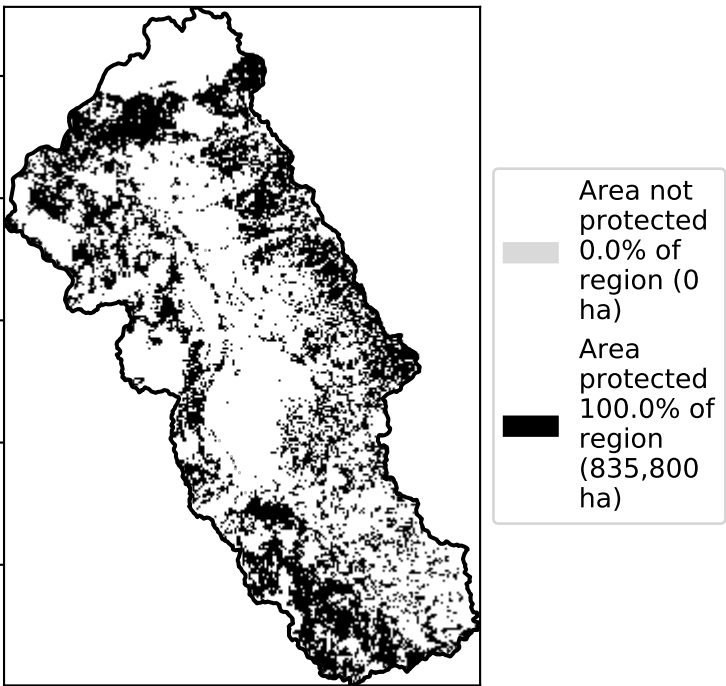 Area not
protected
0.0% of
region (0
ha)
Area
protected
100.0% of
region
(835,800
ha)